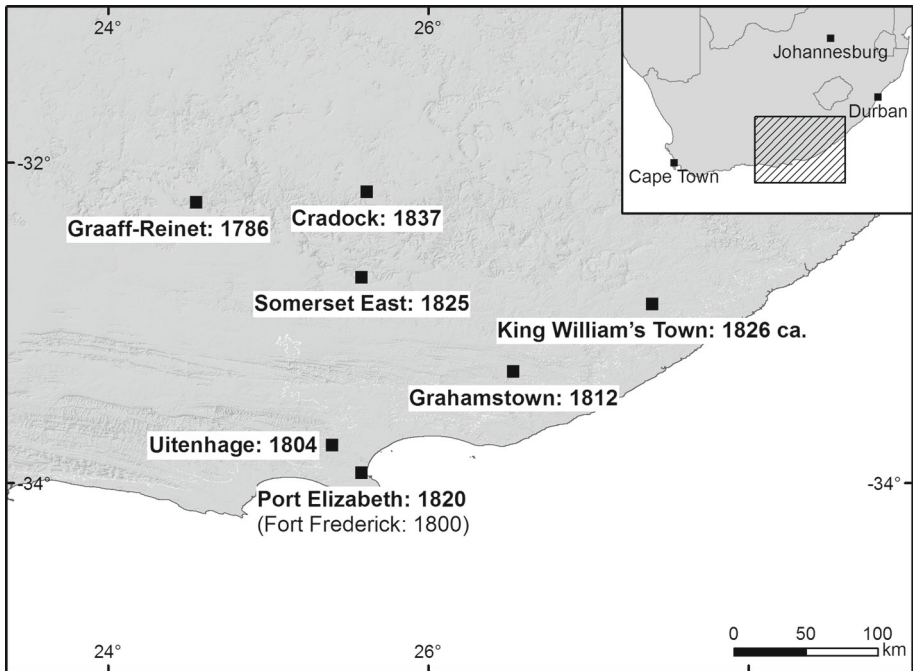 24°
26°
Johannesburg
Durban
Cape Town
-32°
Graaff-Reinet: 1786
Cradock: 1837
Somerset East: 1825
King William's Town: 1826 ca.
Grahamstown: 1812
Uitenhage: 1804
-34°
-34°
Port Elizabeth: 1820
(Fort Frederick: 1800)
0 50 100
km
24°
26°